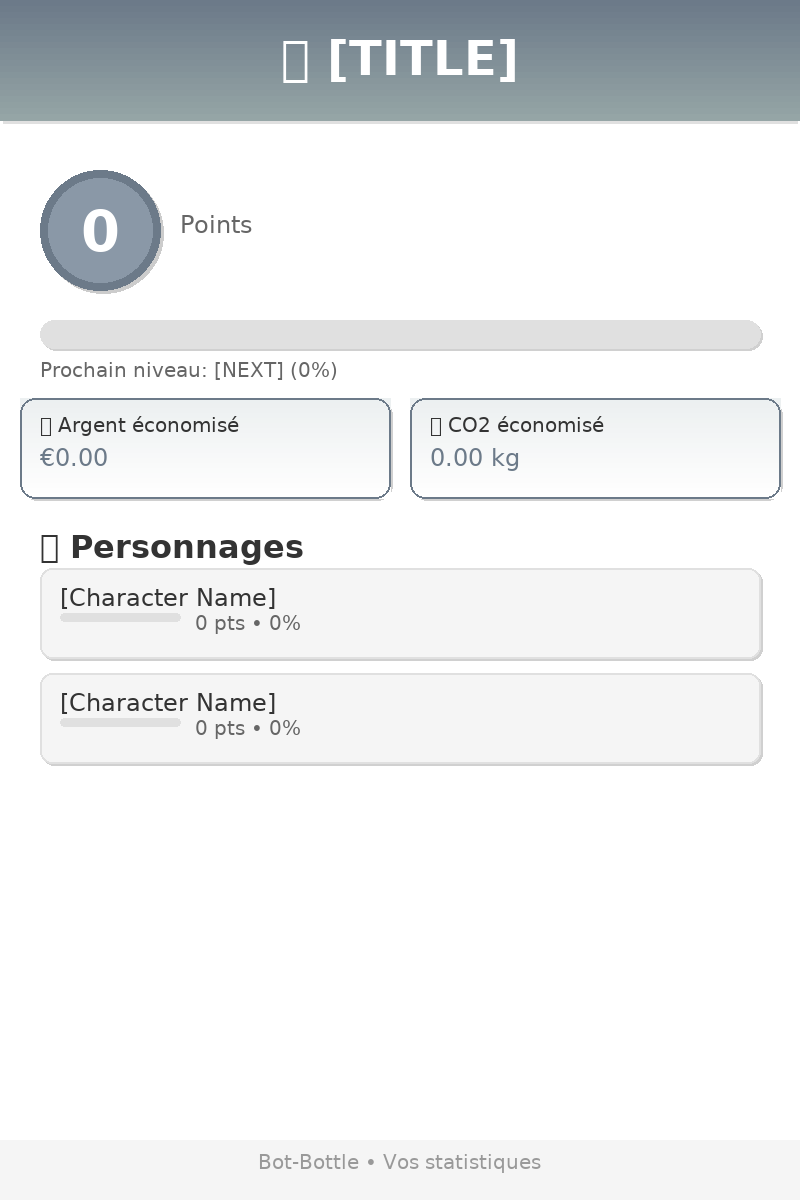 [TITLE]
0
Points
Prochain niveau: [NEXT] (0%)
Argent économisé
€0.00
CO2 économisé
0.00 kg
Personnages
[Character Name]
0 pts • 0%
[Character Name]
0 pts • 0%
Bot-Bottle • Vos statistiques